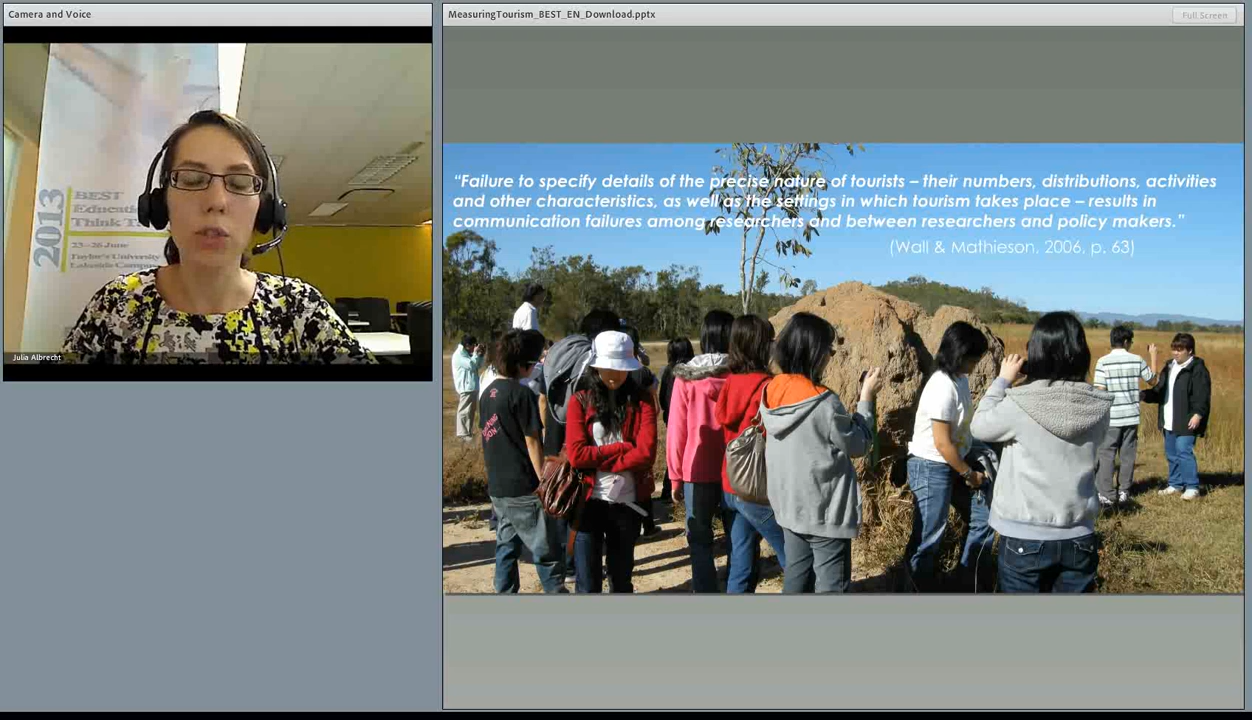 Camera and Voice
MeasuringTourism_BEST_EN_Download.pptx
Full Screen
2013
BEST
Think T
23-26 June
Taylor's University
Lakeside Campus
Julia Albrecht
“Failure to specify details of the precise nature of tourists – their numbers, distributions, activities
and other characteristics, as well as the settings in which tourism takes place – results in
communication failures among researchers and between researchers and policy makers.”
(Wall & Mathieson, 2006, p. 63)